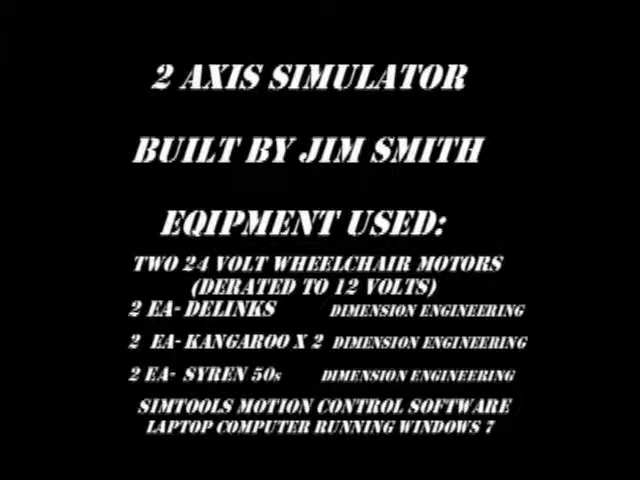 2 AXIS SIMULATOR
BUILT BY JIM SMITH
EQIPMENT USED:
TWO 24 VOLT WHEELCHAIR MOTORS
(DERATED TO 12 VOLTS)
2 EA- DELINKS DIMENSION ENGINEERING
2 EA- KANGAROO X 2 DIMENSION ENGINEERING
2 EA- SYREN 50s DIMENSION ENGINEERING
SIMTOOLS MOTION CONTROL SOFTWARE
LAPTOP COMPUTER RUNNING WINDOWS 7